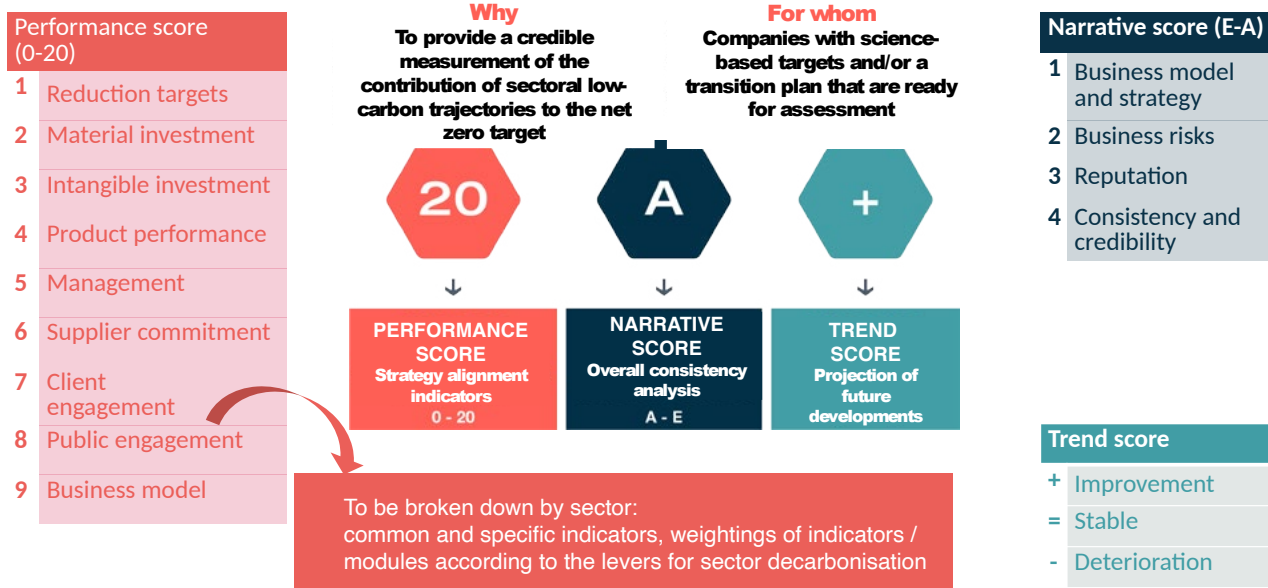 Performance score
(0-20)
1 Reduction targets
2 Material investment
3 Intangible investment
4 Product performance
5 Management
6 Supplier commitment
7 Client
engagement
8 Public engagement
9 Business model
Why
To provide a credible
measurement of the
contribution of sectoral low-
carbon trajectories to the net
zero target
For whom
Companies with science-
based targets and/or a
transition plan that are ready
for assessment
20
A
+
PERFORMANCE
SCORE
Strategy alignment
indicators
0 - 20
NARRATIVE
SCORE
Overall consistency
analysis
A - E
TREND
SCORE
Projection of
future
developments
To be broken down by sector:
common and specific indicators, weightings of indicators /
modules according to the levers for sector decarbonisation
Narrative score (E-A)
1 Business model
and strategy
2 Business risks
3 Reputation
4 Consistency and
credibility
Trend score
+ Improvement
= Stable
- Deterioration